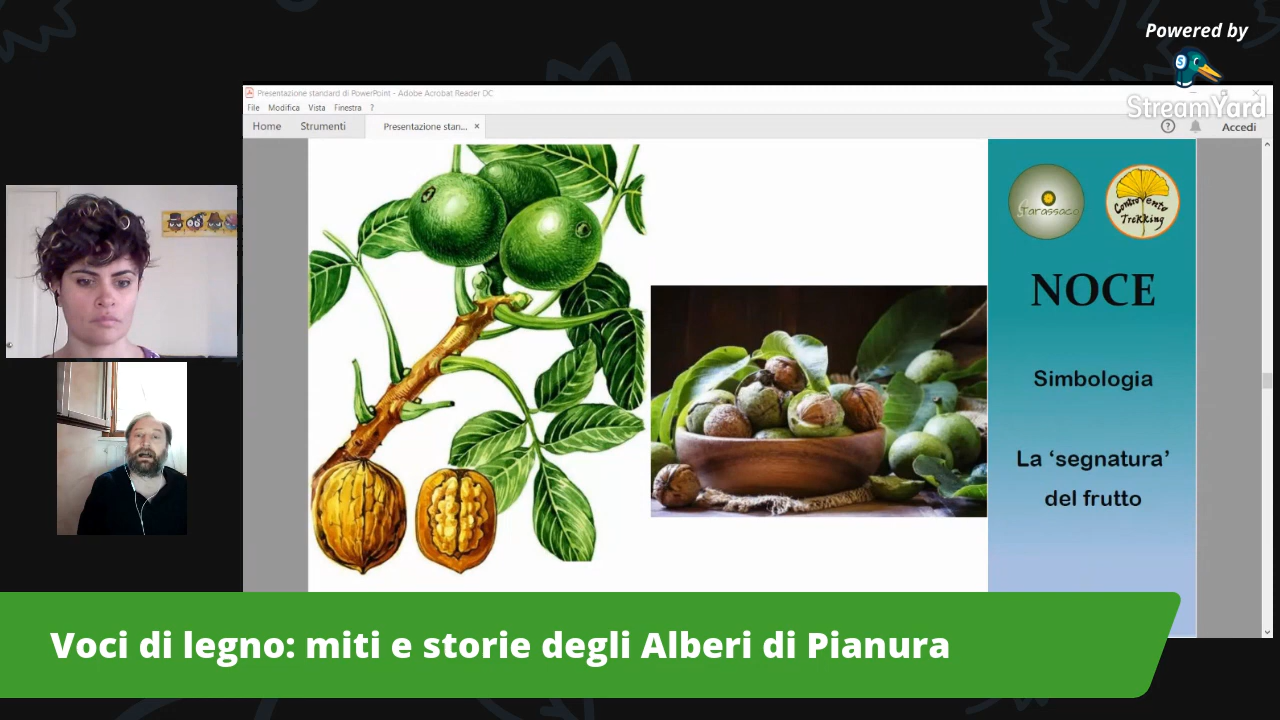 Powered by
StreamYard
Presentazione standard di PowerPoint - Adobe Acrobat Reader DC
File Modifica Vista Finestra ?
Home Strumenti Presentazione stan... × Accedi
Tarassaco
ControVento
Trekking
NOCE
Simbologia
La ‘segnatura’
del frutto
Voci di legno: miti e storie degli Alberi di Pianura